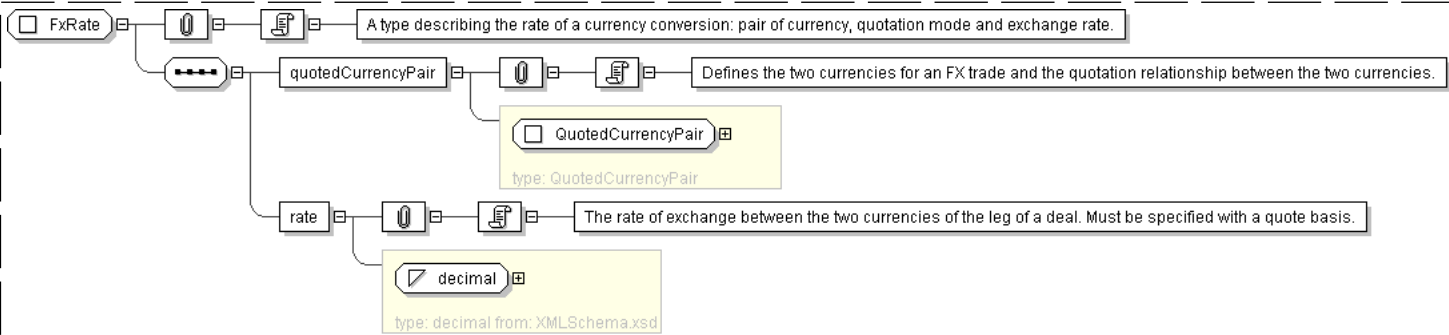 FxRate
A type describing the rate of a currency conversion: pair of currency, quotation mode and exchange rate.
quotedCurrencyPair
Defines the two currencies for an FX trade and the quotation relationship between the two currencies.
QuotedCurrencyPair
type: QuotedCurrencyPair
rate
The rate of exchange between the two currencies of the leg of a deal. Must be specified with a quote basis.
decimal
type: decimal from: XMLSchema.xsd